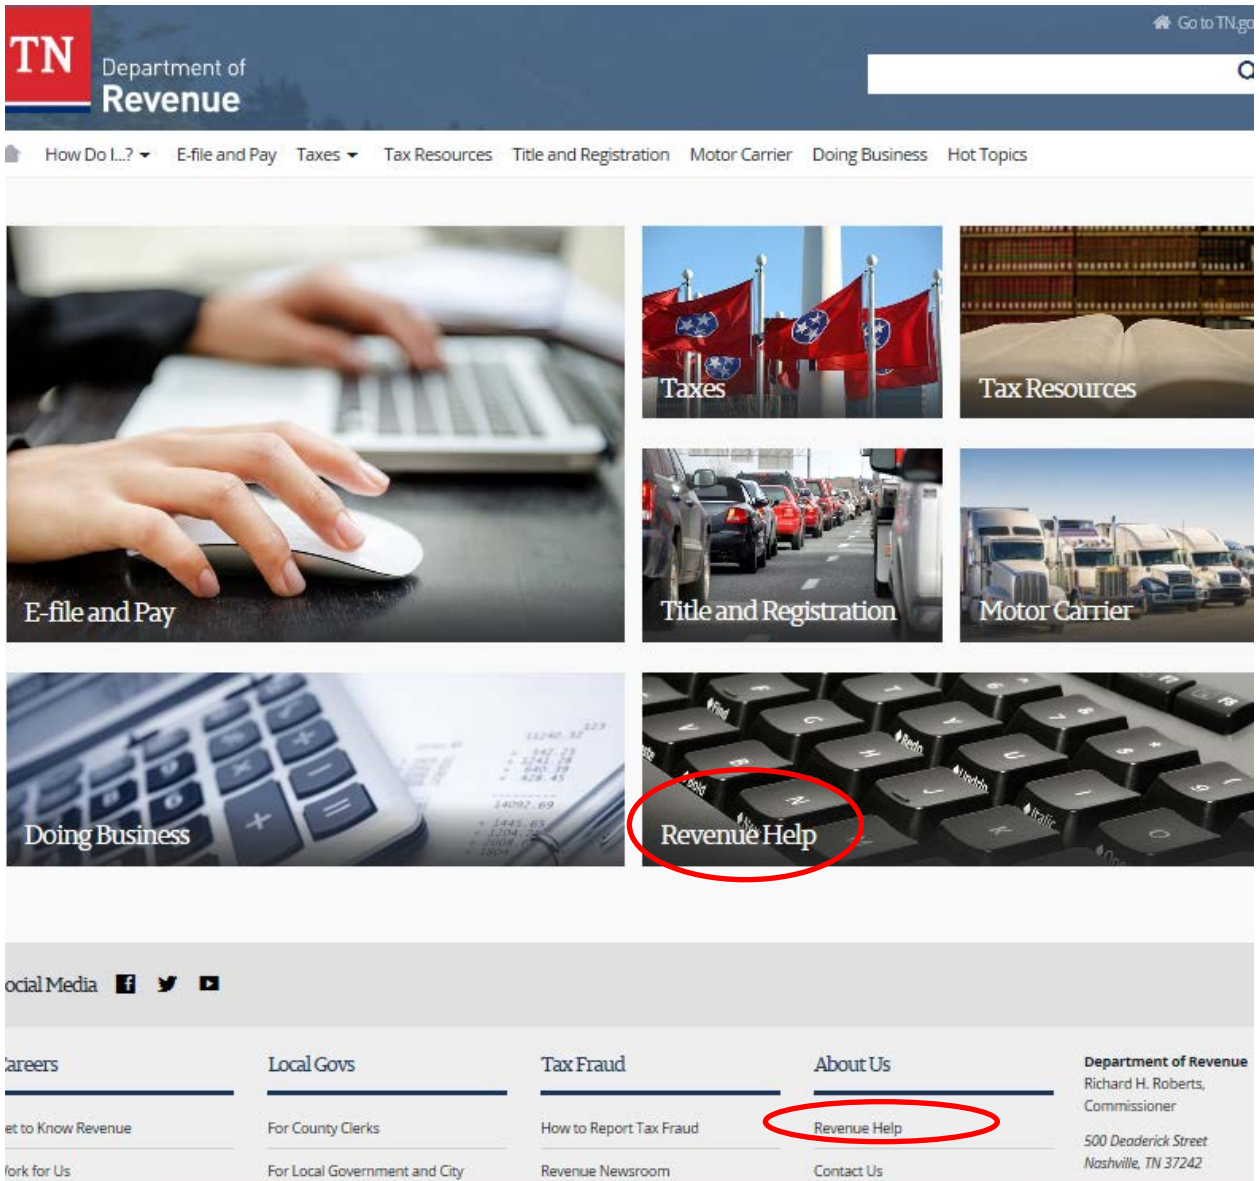 Go to TN.go
TN
Department of
Revenue
How Do I...? E-file and Pay Taxes Tax Resources Title and Registration Motor Carrier Doing Business Hot Topics
Taxes
Tax Resources
E-file and Pay
Title and Registration
Motor Carrier
Doing Business
Revenue Help
ocial Media
areers
Local Govs
Tax Fraud
About Us
Department of Revenue
Richard H. Roberts,
Commissioner
et to Know Revenue
For County Clerks
How to Report Tax Fraud
Revenue Help
500 Deaderick Street
Nashville, TN 37242
ork for Us
For Local Government and City
Revenue Newsroom
Contact Us